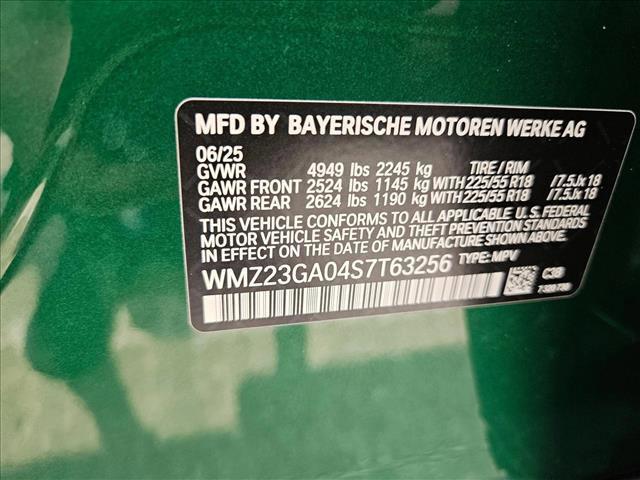 MFD BY BAYERISCHE MOTOREN WERKE AG
06/25
GVWR 4949 lbs 2245 kg TIRE / RIM
GAWR FRONT 2524 lbs 1145 kg WITH 225/55 R18 /7.5Jx18
GAWR REAR 2624 lbs 1190 kg WITH 225/55 R18 /7.5Jx18
THIS VEHICLE CONFORMS TO ALL APPLICABLE U.S. FEDERAL
MOTOR VEHICLE SAFETY AND THEFT PREVENTION STANDARDS
IN EFFECT ON THE DATE OF MANUFACTURE SHOWN ABOVE.
WMZ23GA04S7T63256 TYPE: MPV
C3B